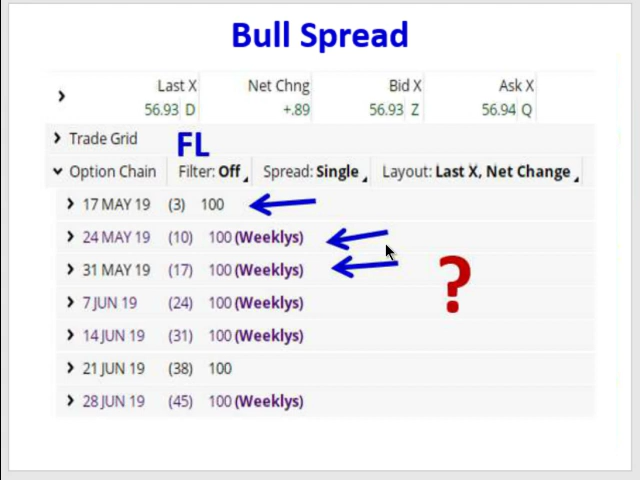 Bull Spread
Last X Net Chng Bid X Ask X
56.93 D +.89 56.93 Z 56.94 Q
Trade Grid
FL
Option Chain Filter: Off Spread: Single Layout: Last X, Net Change
17 MAY 19 (3) 100
24 MAY 19 (10) 100 (Weeklys)
31 MAY 19 (17) 100 (Weeklys)
?
7 JUN 19 (24) 100 (Weeklys)
14 JUN 19 (31) 100 (Weeklys)
21 JUN 19 (38) 100
28 JUN 19 (45) 100 (Weeklys)